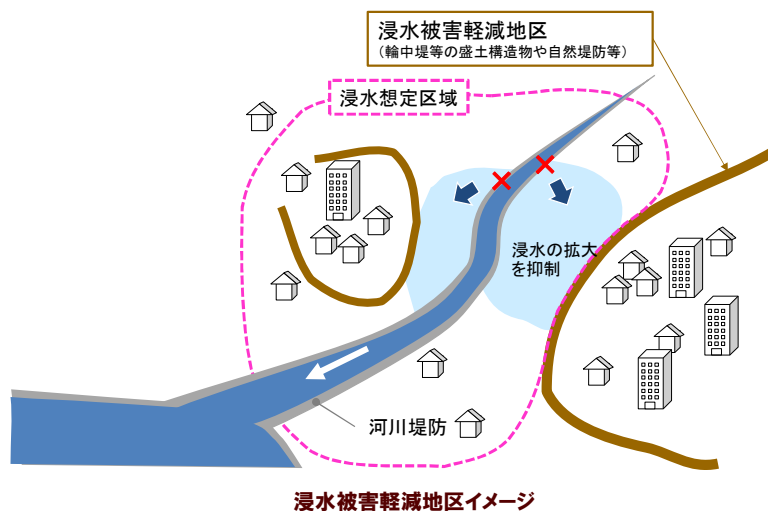 浸水被害軽減地区
（輪中堤等の盛土構造物や自然堤防等）
浸水想定区域
浸水の拡大
を抑制
河川堤防
浸水被害軽減地区イメージ